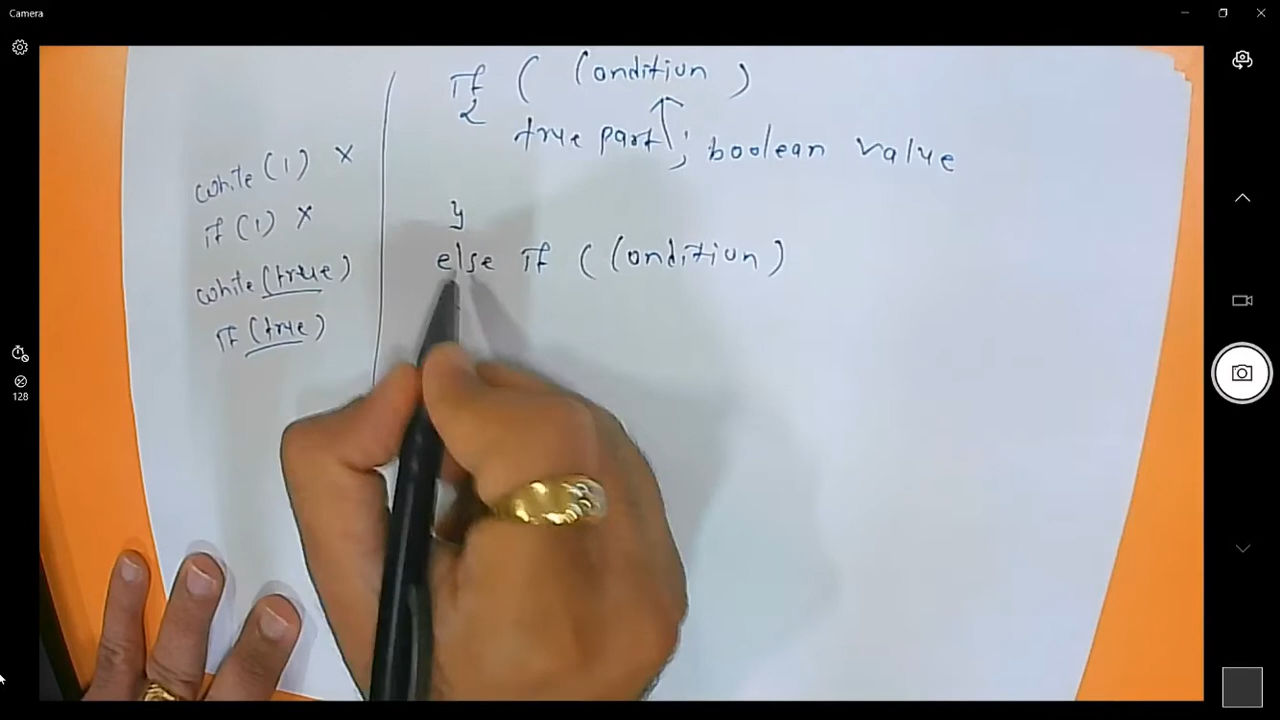 Camera
if ( Condition )
{
true part ; boolean value
}
else if ( Condition )
while (1) x
if (1) x
while (true)
if (true)
128